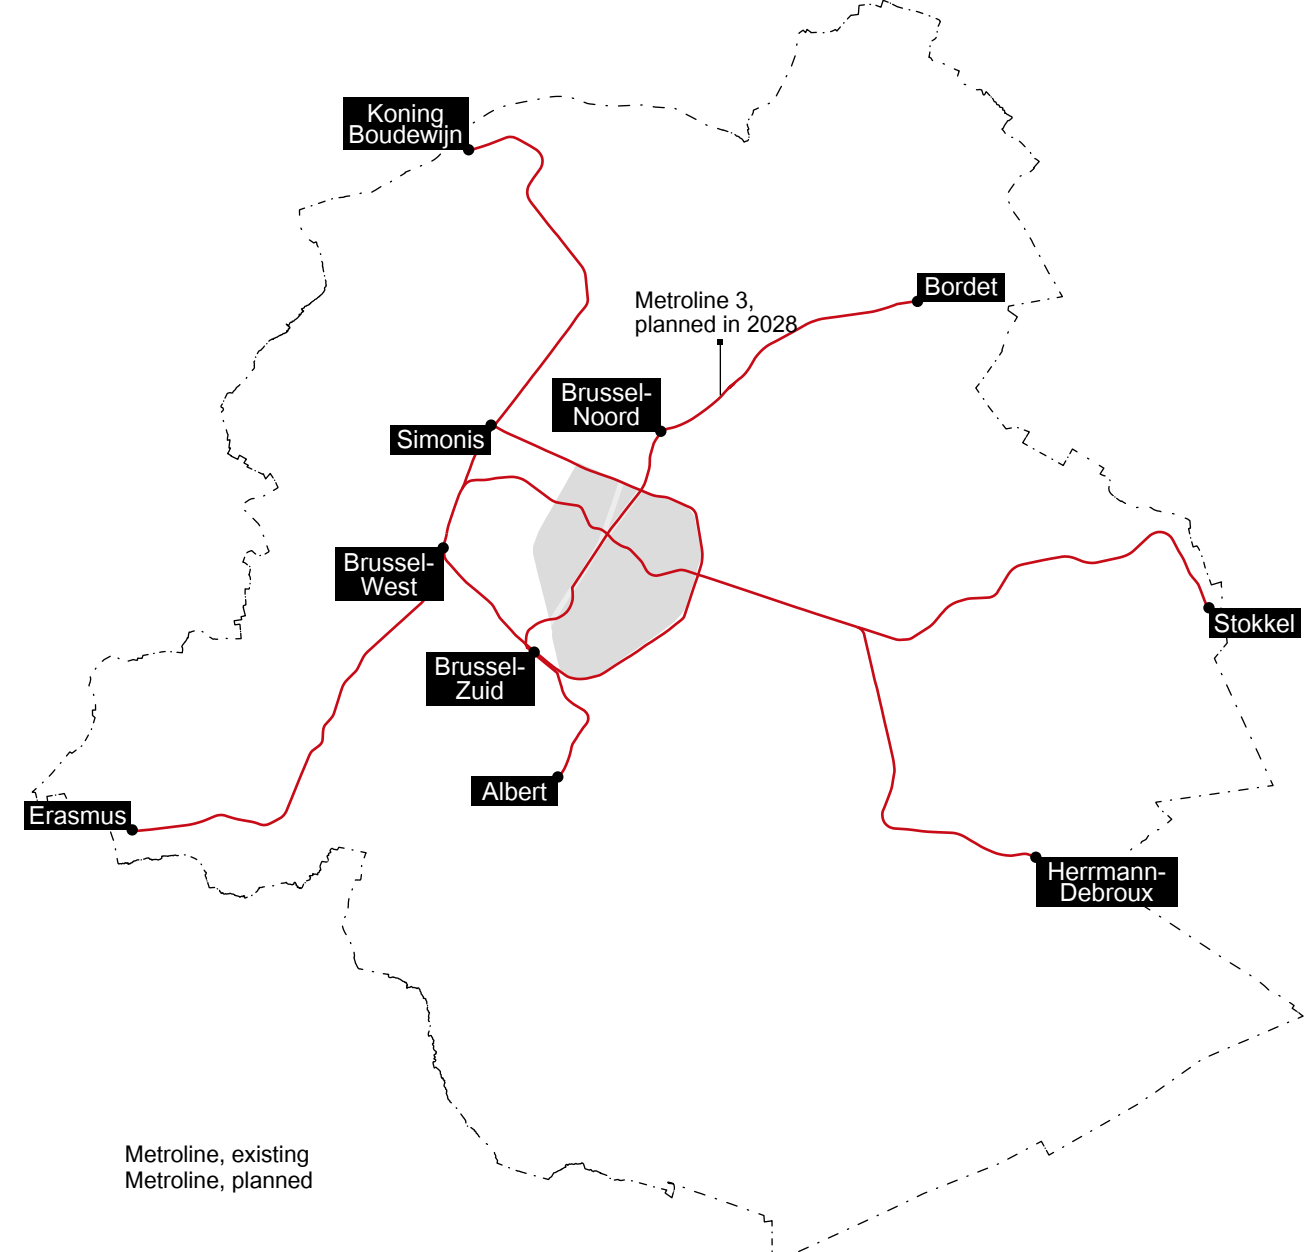 Koning
Boudewijn
Bordet
Metroline 3,
planned in 2028
Brussel-
Noord
Simonis
Brussel-
West
Stokkel
Brussel-
Zuid
Albert
Erasmus
Herrmann-
Debroux
Metroline, existing
Metroline, planned